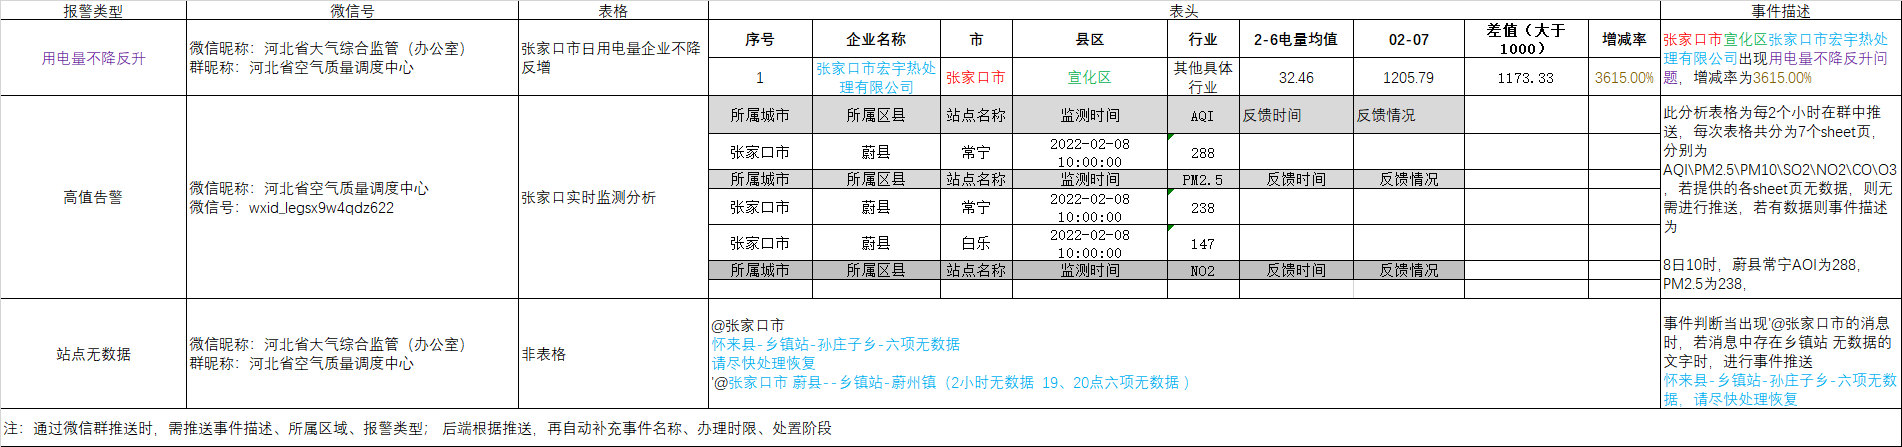 报警类型 微信号 表格 表头 事件描述
用电量不降反升
微信昵称：河北省大气综合监管（办公室）
群昵称：河北省空气质量调度中心
张家口市日用电量企业不降
反增
序号 企业名称 市 县区 行业 2-6电量均值 02-07 差值（大于
1000） 增减率
1 张家口市宏宇热处
理有限公司 张家口市 宣化区 其他具体
行业 32.46 1205.79 1173.33 3615.00%
张家口市宣化区张家口市宏宇热处
理有限公司出现用电量不降反升问
题，增减率为3615.00%
高值告警
微信昵称：河北省空气质量调度中心
微信号：wxid_legsx9w4qdz622
张家口实时监测分析
所属城市 所属区县 站点名称 监测时间 AQI 反馈时间 反馈情况
张家口市 蔚县 常宁 2022-02-08
10:00:00 288
所属城市 所属区县 站点名称 监测时间 PM2.5 反馈时间 反馈情况
张家口市 蔚县 常宁 2022-02-08
10:00:00 238
张家口市 蔚县 白乐 2022-02-08
10:00:00 147
所属城市 所属区县 站点名称 监测时间 NO2 反馈时间 反馈情况
此分析表格为每2个小时在群中推
送，每次表格共分为7个sheet页，
分别为
AQI\PM2.5\PM10\SO2\NO2\CO\O3
，若提供的各sheet页无数据，则无
需进行推送，若有数据则事件描述
为
8日10时，蔚县常宁AOI为288，
PM2.5为238，
站点无数据
微信昵称：河北省大气综合监管（办公室）
群昵称：河北省空气质量调度中心
非表格
@张家口市
怀来县-乡镇站-孙庄子乡-六项无数据
请尽快处理恢复
'@张家口市 蔚县--乡镇站-蔚州镇（2小时无数据 19、20点六项无数据 ）
事件判断当出现'@张家口市的消息
时，若消息中存在乡镇站 无数据的
文字时，进行事件推送
怀来县-乡镇站-孙庄子乡-六项无数
据，请尽快处理恢复
注：通过微信群推送时，需推送事件描述、所属区域、报警类型； 后端根据推送，再自动补充事件名称、办理时限、处置阶段